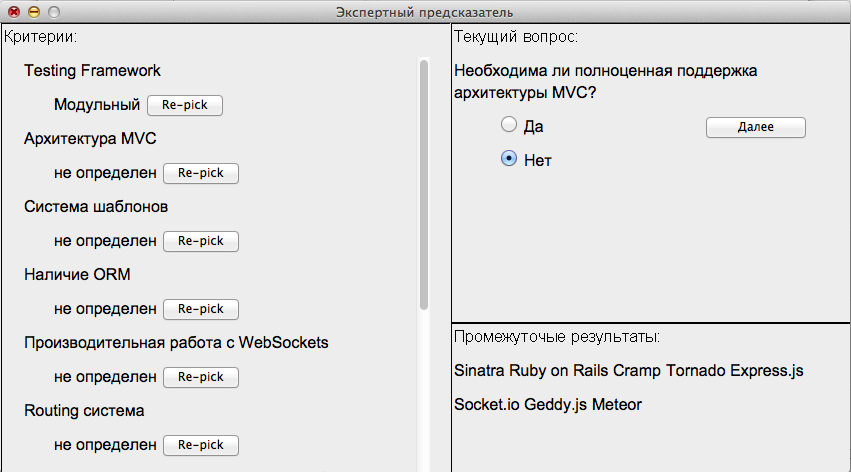 Экспертный предсказатель
Критерии:
Testing Framework
Модульный Re-pick
Архитектура MVC
не определен Re-pick
Система шаблонов
не определен Re-pick
Наличие ORM
не определен Re-pick
Производительная работа с WebSockets
не определен Re-pick
Routing система
не определен Re-pick
Текущий вопрос:
Необходима ли полноценная поддержка
архитектуры MVC?
Да
Далее
Нет
Промежуточые результаты:
Sinatra Ruby on Rails Cramp Tornado Express.js
Socket.io Geddy.js Meteor